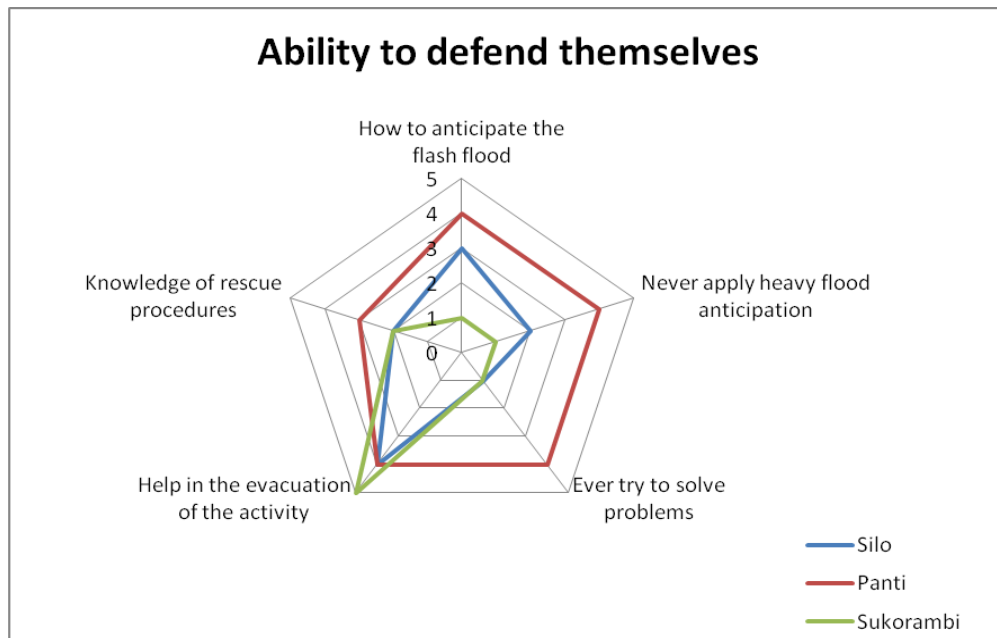 Ability to defend themselves
How to anticipate the
flash flood
5
4
3
2
1
0
Never apply heavy flood
anticipation
Ever try to solve
problems
Help in the evacuation
of the activity
Knowledge of rescue
procedures
Silo
Panti
Sukorambi